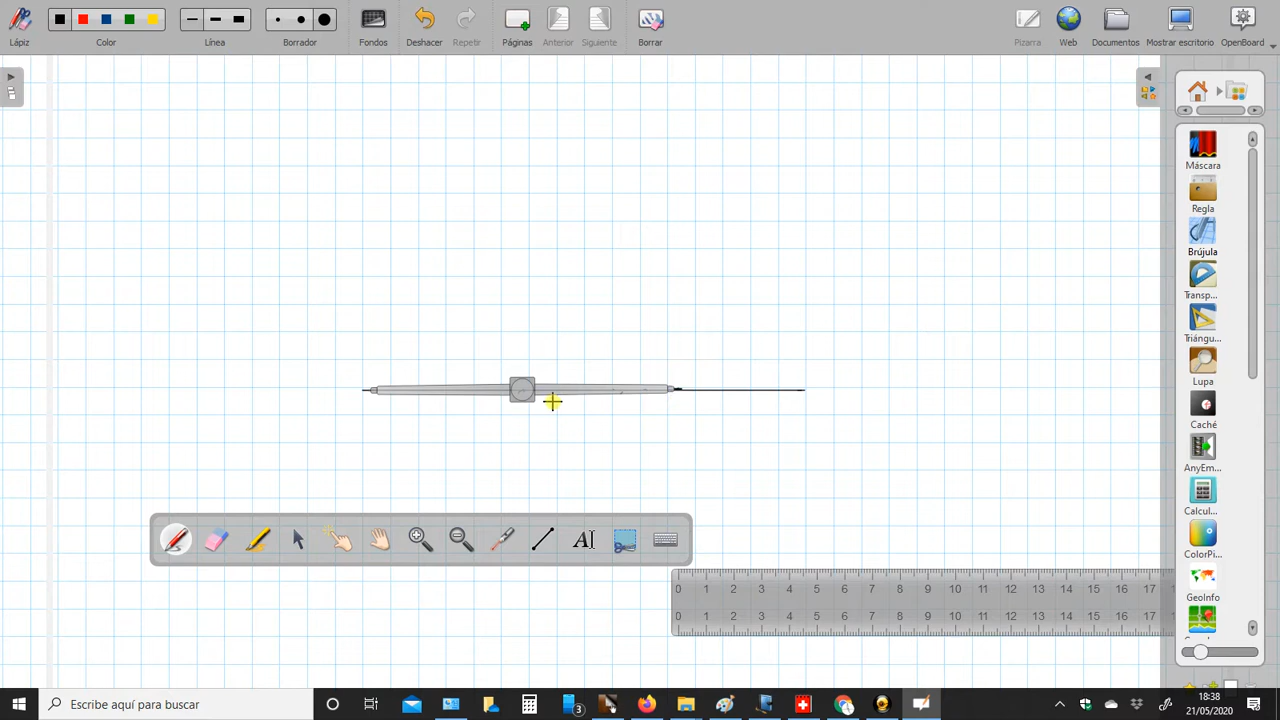 Lápiz Color Línea Borrador Fondos Deshacer Repetir Páginas Anterior Siguiente Borrar Pizarra Web Documentos Mostrar escritorio OpenBoard
Máscara
Regla
Brújula
Transp...
Triángu...
Lupa
Caché
AnyEm...
Calcul...
ColorPi...
GeoInfo
AI
0 1 2 3 4 5 6 7 8 9 10 11 12 13 14 15 16 17
0 1 2 3 4 5 6 7 8 9 10 11 12 13 14 15 16 17
Escribe aquí para buscar
3
18:38
21/05/2020